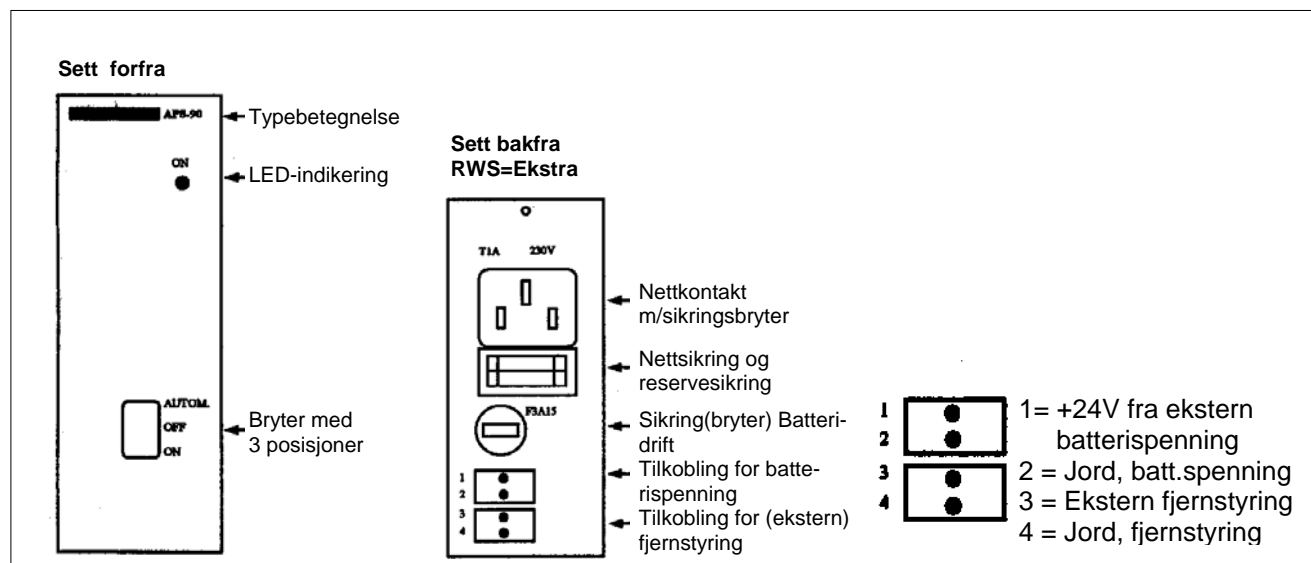 Sett forfra
APS-90
Typebetegnelse
ON
LED-indikering
AUTOM.
OFF
ON
Bryter med
3 posisjoner
Sett bakfra
RWS=Ekstra
T1A 230V
Nettkontakt
m/sikringsbryter
Nettsikring og
reservesikring
F3A15
Sikring(bryter) Batteri-
drift
1
2
Tilkobling for batte-
rispenning
3
4
Tilkobling for (ekstern)
fjernstyring
1
2
3
4
1= +24V fra ekstern
batterispenning
2 = Jord, batt.spenning
3 = Ekstern fjernstyring
4 = Jord, fjernstyring